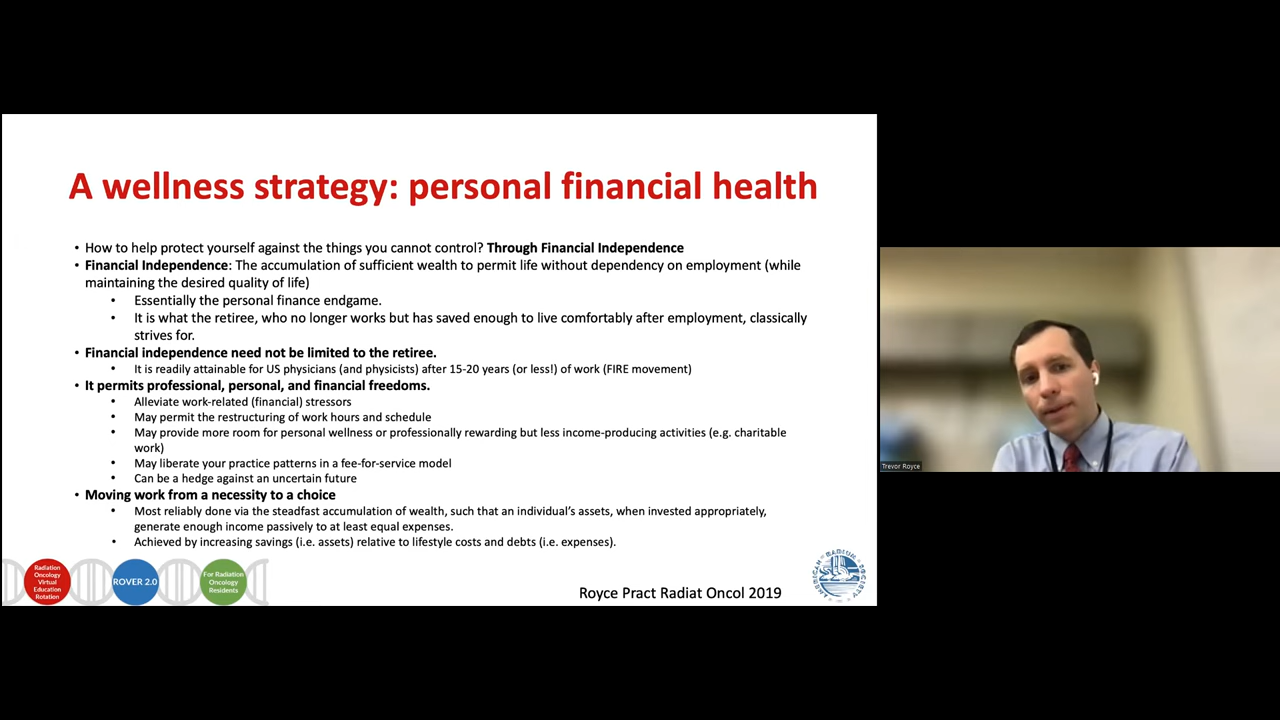 A wellness strategy: personal financial health
• How to help protect yourself against the things you cannot control? Through Financial Independence
• Financial Independence: The accumulation of sufficient wealth to permit life without dependency on employment (while
maintaining the desired quality of life)
• Essentially the personal finance endgame.
• It is what the retiree, who no longer works but has saved enough to live comfortably after employment, classically
strives for.
• Financial independence need not be limited to the retiree.
• It is readily attainable for US physicians (and physicists) after 15-20 years (or less!) of work (FIRE movement)
• It permits professional, personal, and financial freedoms.
• Alleviate work-related (financial) stressors
• May permit the restructuring of work hours and schedule
• May provide more room for personal wellness or professionally rewarding but less income-producing activities (e.g. charitable
work)
• May liberate your practice patterns in a fee-for-service model
• Can be a hedge against an uncertain future
• Moving work from a necessity to a choice
• Most reliably done via the steadfast accumulation of wealth, such that an individual's assets, when invested appropriately,
generate enough income passively to at least equal expenses.
• Achieved by increasing savings (i.e. assets) relative to lifestyle costs and debts (i.e. expenses).
Radiation
Oncology
Virtual
Education
Rotation
ROVER 2.0
For Radiation
Oncology
Residents
Royce Pract Radiat Oncol 2019
AMERICAN RADIUM SOCIETY
Trevor Royce